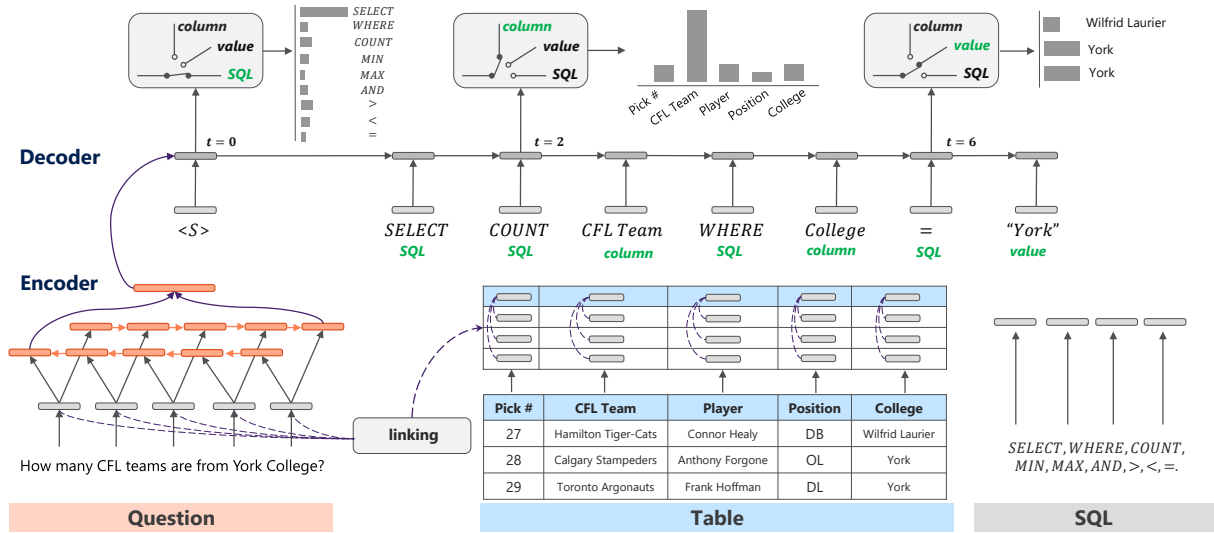 column
value
SQL
SELECT
WHERE
COUNT
MIN
MAX
AND
>
<
=
column
value
SQL
Pick #
CFL Team
Player
Position
College
column
value
SQL
Wilfrid Laurier
York
York
Decoder
t = 0
t = 2
t = 6
<S>
SELECT COUNT CFL Team WHERE College = “York”
SQL SQL column SQL column SQL value
Encoder
linking
How many CFL teams are from York College?
Pick # CFL Team Player Position College
27 Hamilton Tiger-Cats Connor Healy DB Wilfrid Laurier
28 Calgary Stampeders Anthony Forgone OL York
29 Toronto Argonauts Frank Hoffman DL York
SELECT, WHERE, COUNT,
MIN, MAX, AND, >, <, =.
Question
Table
SQL